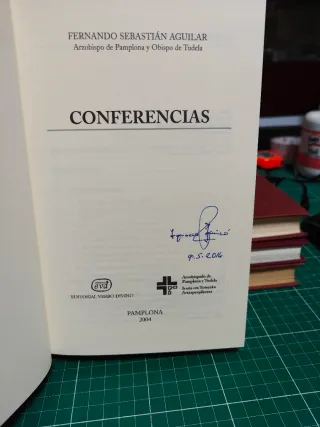 FERNANDO SEBASTIÁN AGUILAR
Arzobispo de Pamplona y Obispo de Tudela
CONFERENCIAS
9.5.2016
evd
EDITORIAL VERBO DIVINO
Arzobispado de
Pamplona y Tudela
PAMPLONA
2004